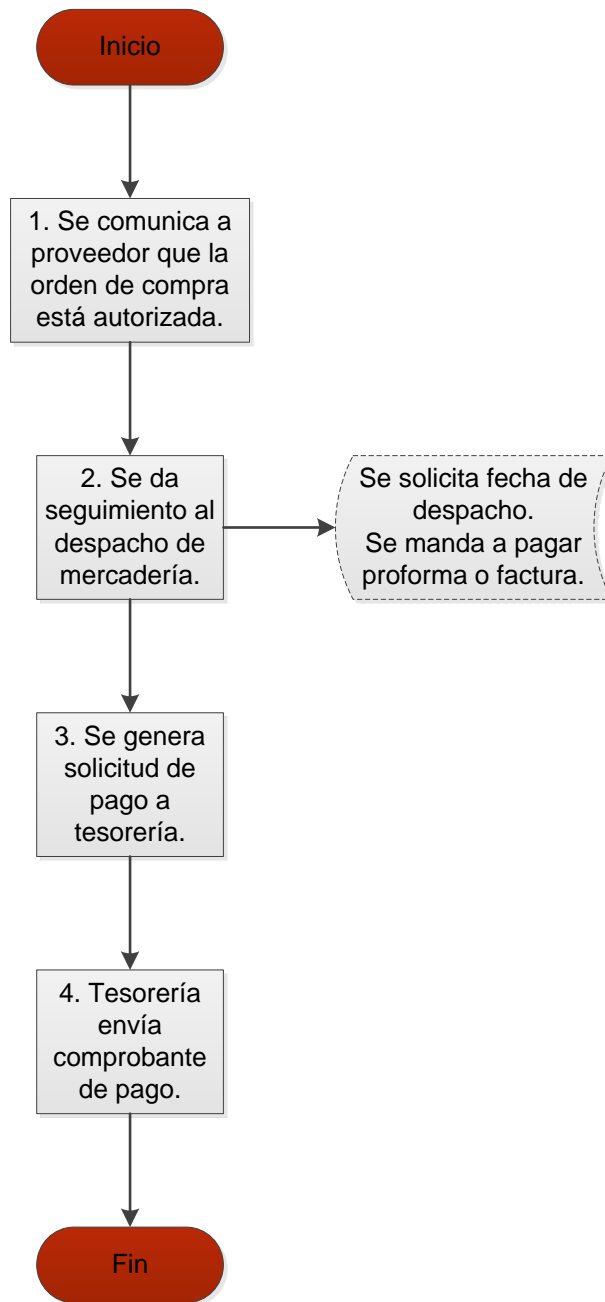 Inicio
1. Se comunica a
proveedor que la
orden de compra
está autorizada.
2. Se da
seguimiento al
despacho de
mercadería.
Se solicita fecha de
despacho.
Se manda a pagar
proforma o factura.
3. Se genera
solicitud de
pago a
tesorería.
4. Tesorería
envía
comprobante
de pago.
Fin